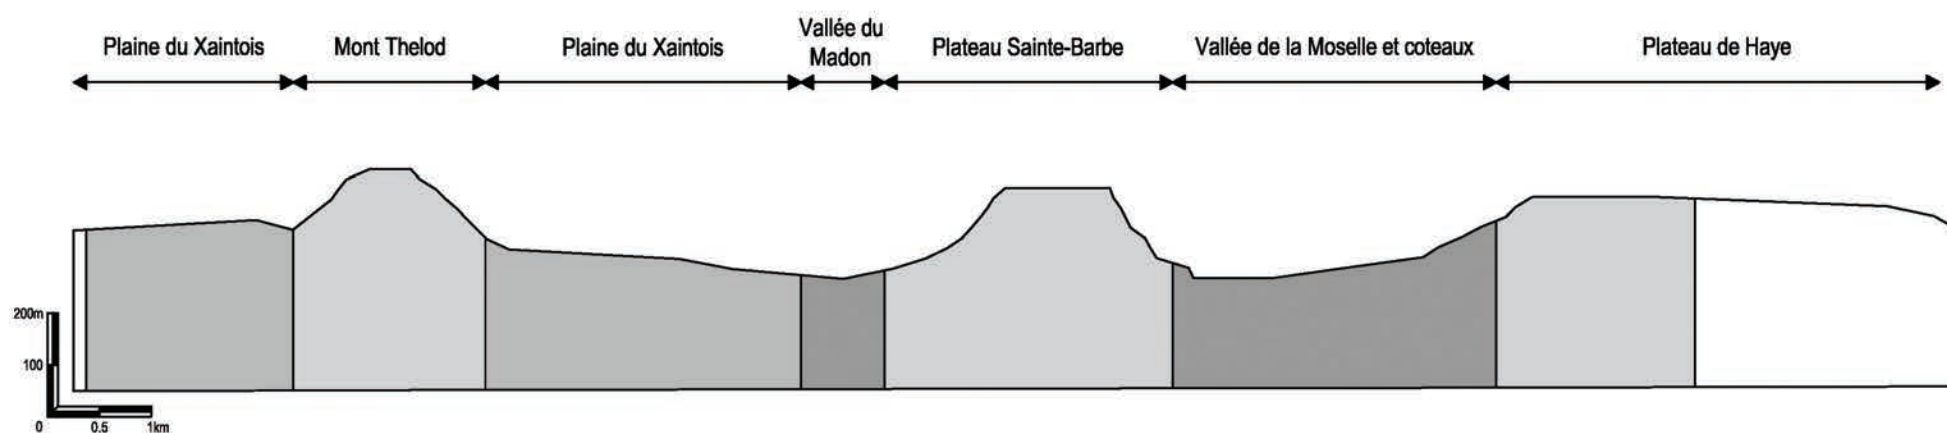 Plaine du Xaintois
Mont Thelod
Plaine du Xaintois
Vallée du
Madon
Plateau Sainte-Barbe
Vallée de la Moselle et coteaux
Plateau de Haye
200m
100
0
0.5
1km